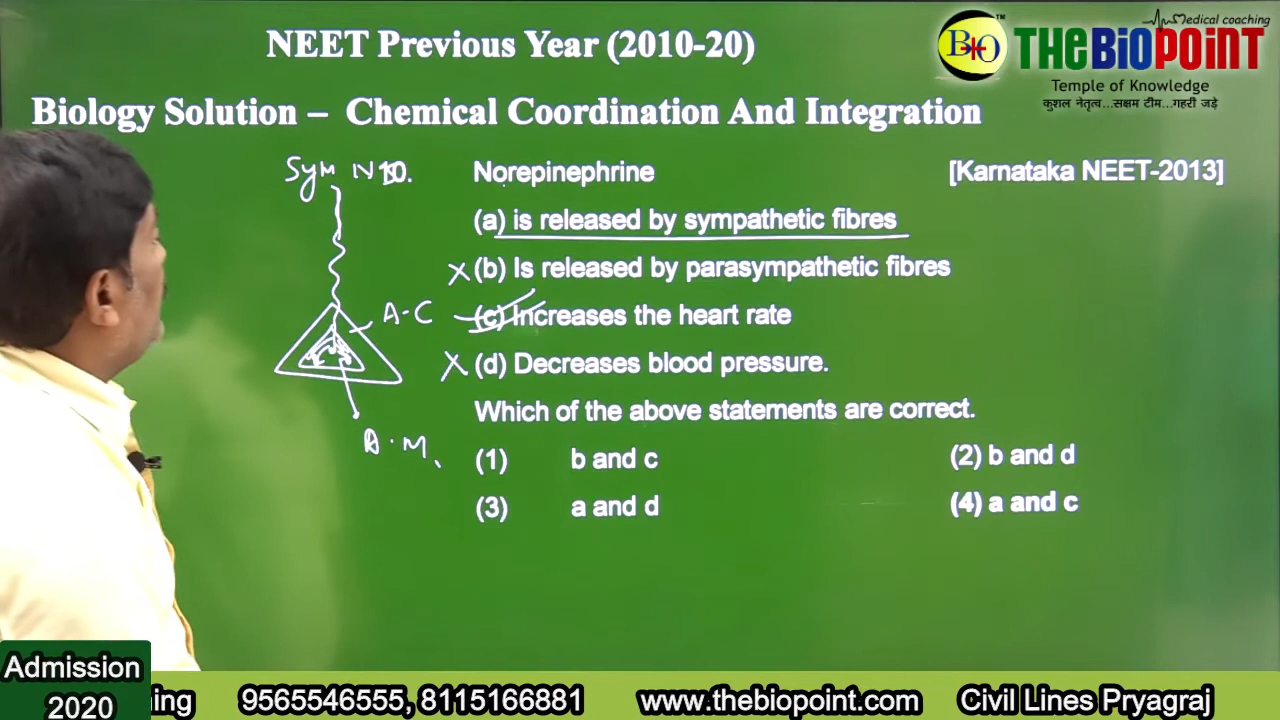 NEET Previous Year (2010-20)
Medical coaching
BIO THEBIOPOINT™
Temple of Knowledge
कुशल नेतृत्व...सक्षम टीम...गहरी जड़े
Biology Solution – Chemical Coordination And Integration
Sym N 10. Norepinephrine [Karnataka NEET-2013]
(a) is released by sympathetic fibres
(b) Is released by parasympathetic fibres
A-C (c) Increases the heart rate
(d) Decreases blood pressure.
Which of the above statements are correct.
A.M.
(1) b and c (2) b and d
(3) a and d (4) a and c
Admission
2020
9565546555, 8115166881 www.thebiopoint.com Civil Lines Pryagraj